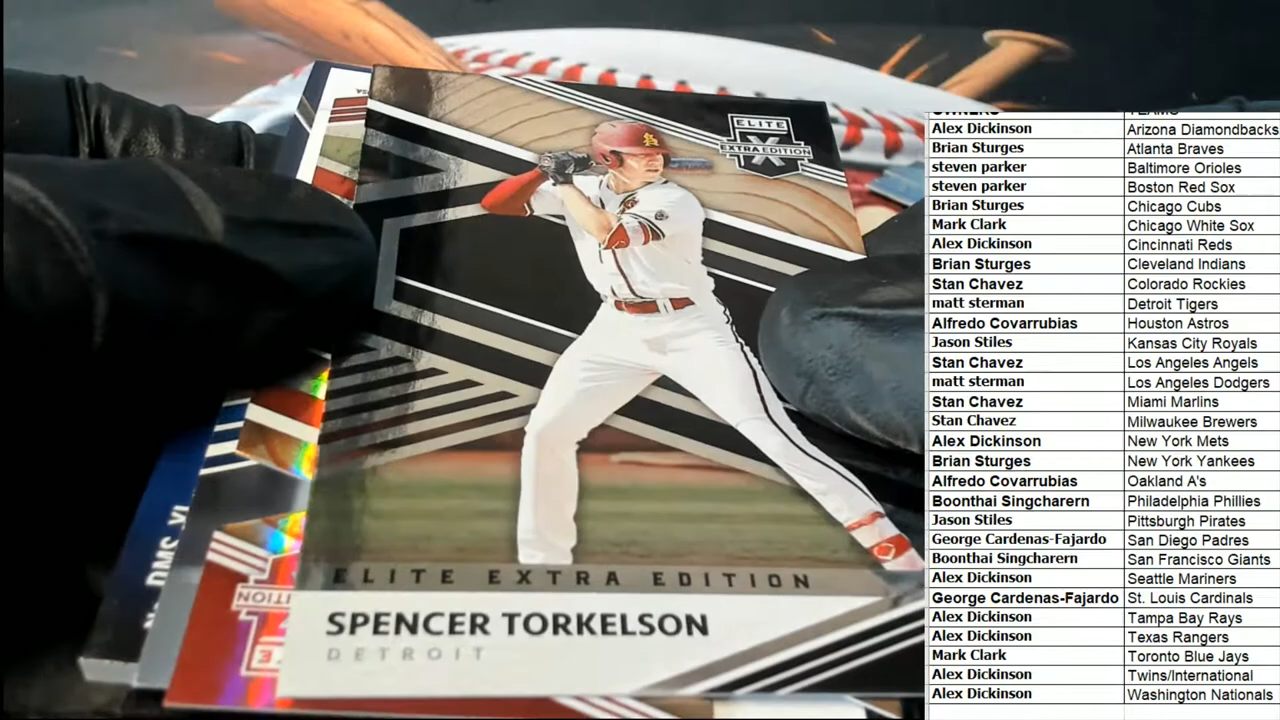 ELITE
EXTRA EDITION
ELITE EXTRA EDITION
SPENCER TORKELSON
DETROIT
OWNERS TEAMS
Alex Dickinson Arizona Diamondbacks
Brian Sturges Atlanta Braves
steven parker Baltimore Orioles
steven parker Boston Red Sox
Brian Sturges Chicago Cubs
Mark Clark Chicago White Sox
Alex Dickinson Cincinnati Reds
Brian Sturges Cleveland Indians
Stan Chavez Colorado Rockies
matt sterman Detroit Tigers
Alfredo Covarrubias Houston Astros
Jason Stiles Kansas City Royals
Stan Chavez Los Angeles Angels
matt sterman Los Angeles Dodgers
Stan Chavez Miami Marlins
Stan Chavez Milwaukee Brewers
Alex Dickinson New York Mets
Brian Sturges New York Yankees
Alfredo Covarrubias Oakland A's
Boonthai Singcharern Philadelphia Phillies
Jason Stiles Pittsburgh Pirates
George Cardenas-Fajardo San Diego Padres
Boonthai Singcharern San Francisco Giants
Alex Dickinson Seattle Mariners
George Cardenas-Fajardo St. Louis Cardinals
Alex Dickinson Tampa Bay Rays
Alex Dickinson Texas Rangers
Mark Clark Toronto Blue Jays
Alex Dickinson Twins/International
Alex Dickinson Washington Nationals